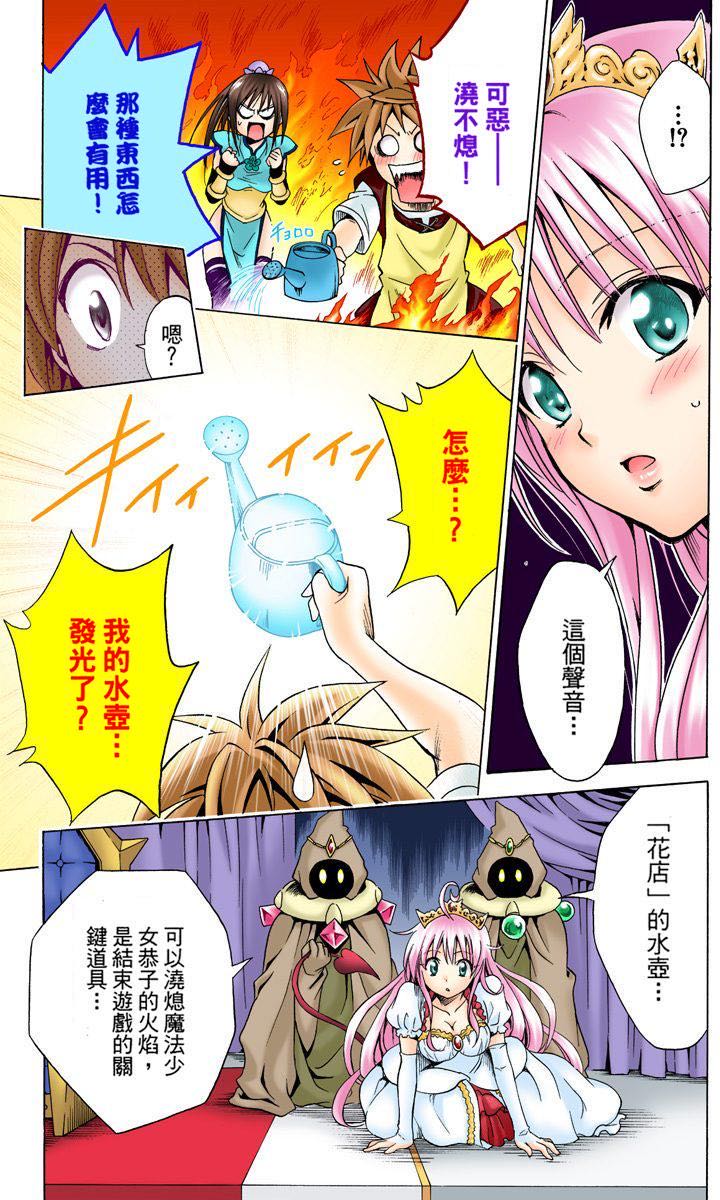 …!?
這個聲音…
可惡——
澆不熄！
那種東西怎
麼會有用！
チョロロ
嗯？
怎麼…？
キィィイイイン
我的水壺…
發光了？
「花店」的水壺…
可以澆熄魔法少
女恭子的火焰，
是結束遊戲的關
鍵道具…